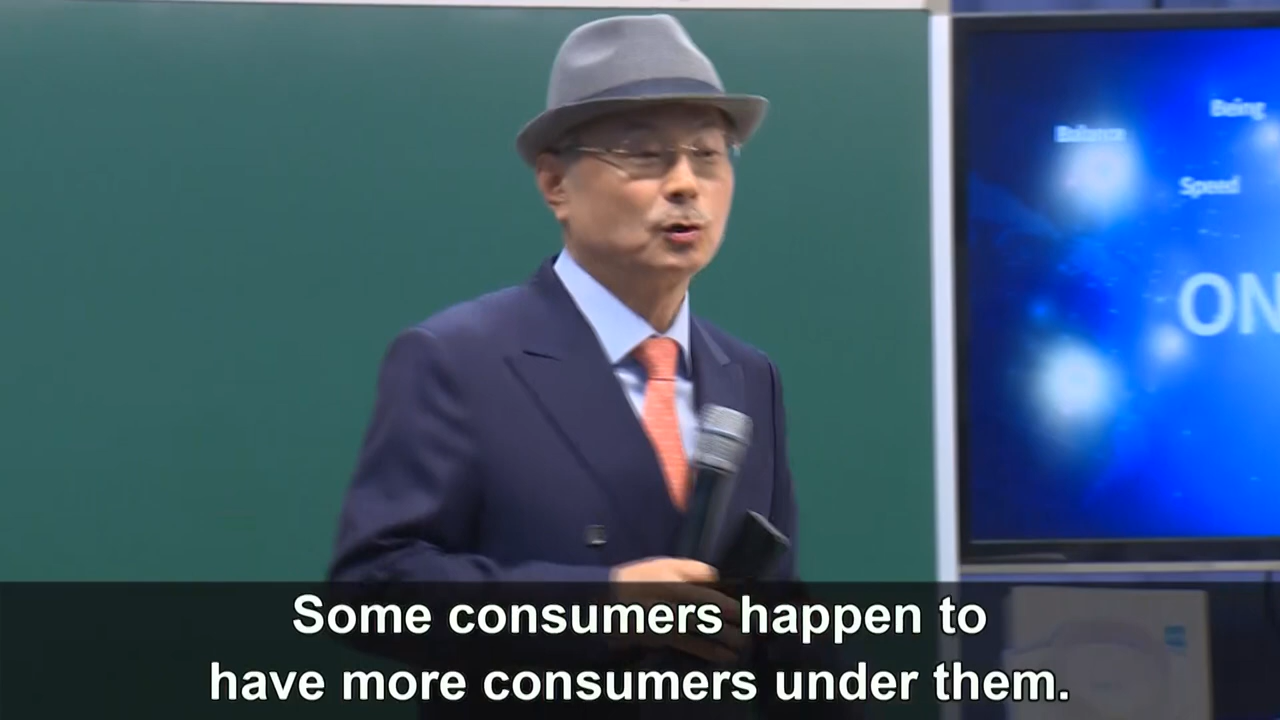 Being
Balance
Speed
ON
Some consumers happen to
have more consumers under them.